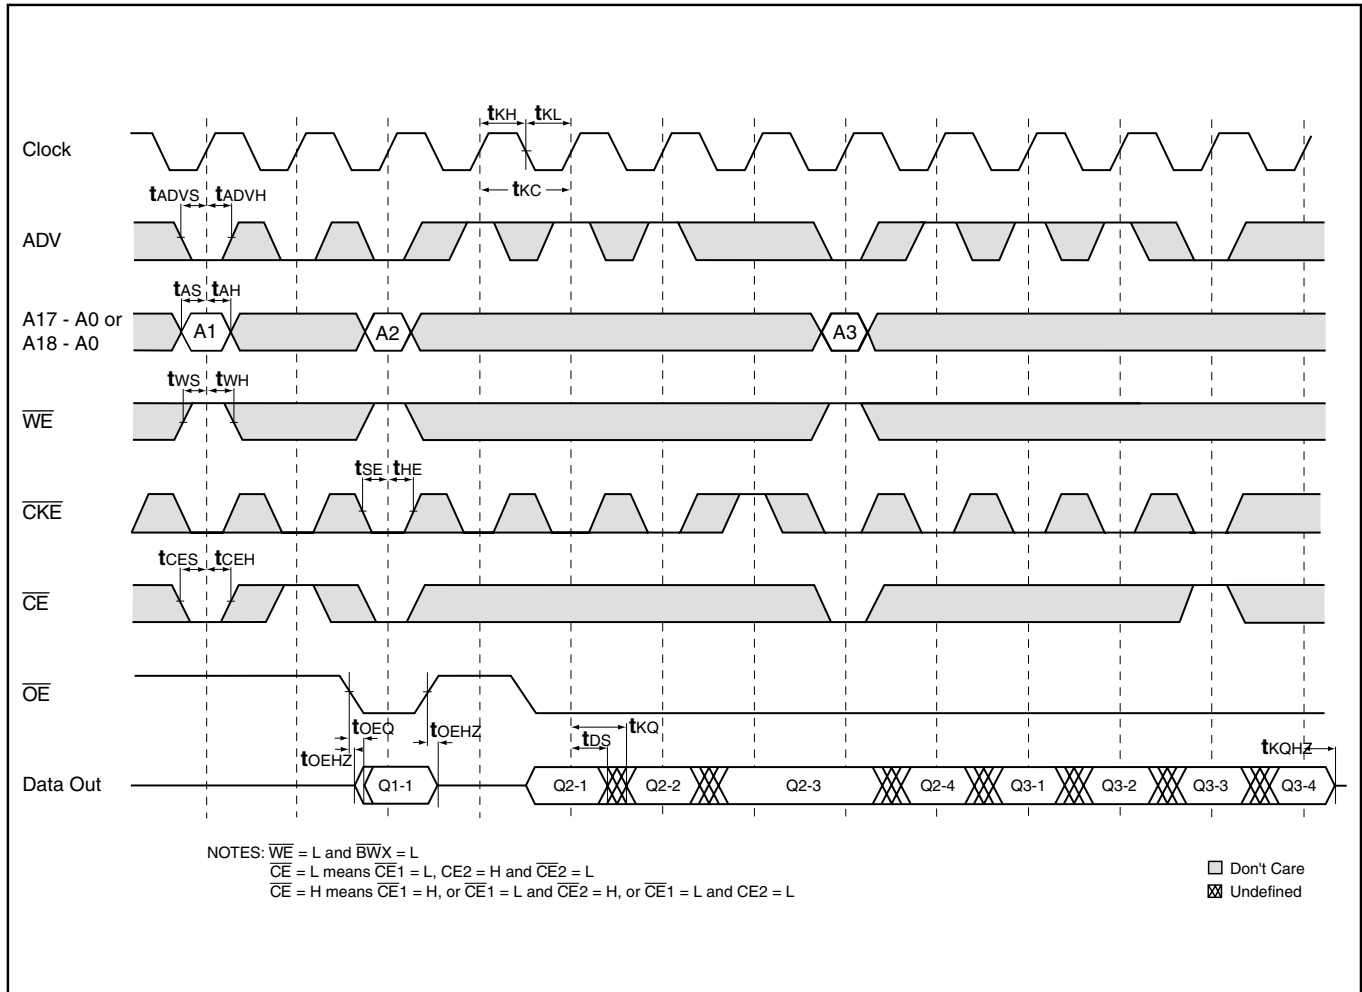 tKH tKL
Clock
tKC
tADVS tADVH
ADV
tAS tAH
A17 - A0 or
A18 - A0
A1 A2 A3
tWS tWH
WE
tSE tHE
CKE
tCES tCEH
CE
OE
tOEQ tOEHZ tKQ
tDS
tOEHZ tKQHZ
Data Out Q1-1 Q2-1 Q2-2 Q2-3 Q2-4 Q3-1 Q3-2 Q3-3 Q3-4
NOTES: WE = L and BWX = L
CE = L means CE1 = L, CE2 = H and CE2 = L
CE = H means CE1 = H, or CE1 = L and CE2 = H, or CE1 = L and CE2 = L
Don't Care
Undefined